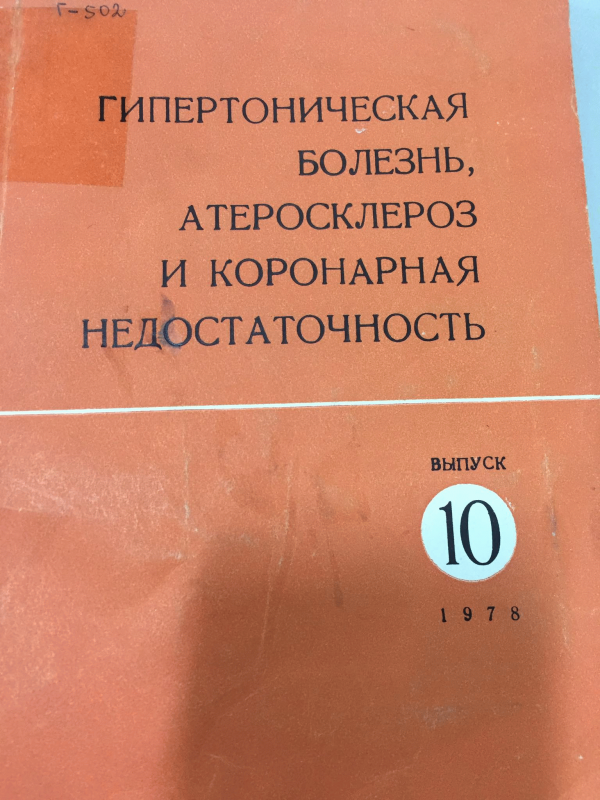 Г-502
ГИПЕРТОНИЧЕСКАЯ
БОЛЕЗНЬ,
АТЕРОСКЛЕРОЗ
И КОРОНАРНАЯ
НЕДОСТАТОЧНОСТЬ
ВЫПУСК
10
1978